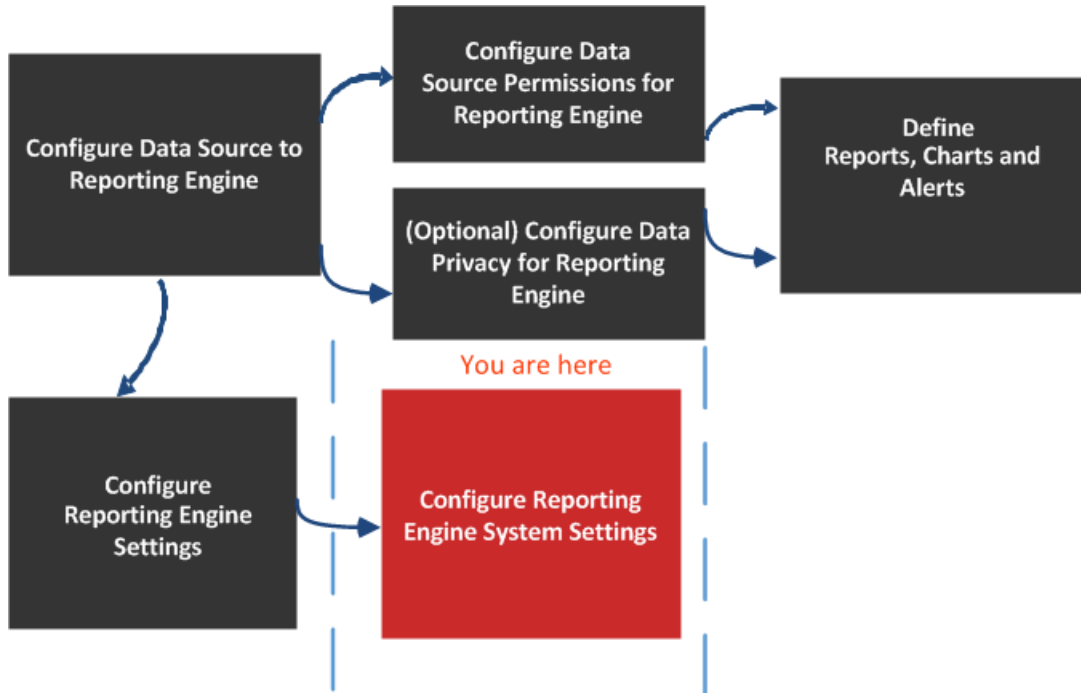 Configure Data Source to
Reporting Engine
Configure Data
Source Permissions for
Reporting Engine
(Optional) Configure Data
Privacy for Reporting
Engine
Define
Reports, Charts and
Alerts
You are here
Configure
Reporting Engine
Settings
Configure Reporting
Engine System Settings